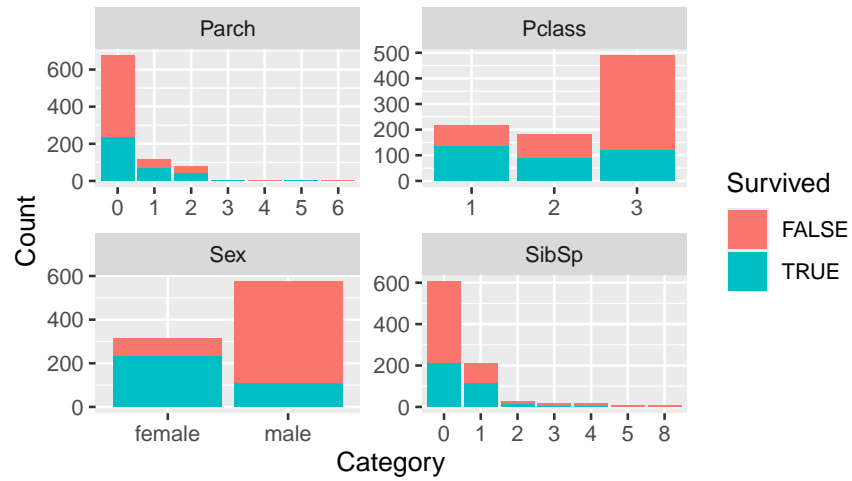 Parch
Pclass
600
400
200
0
0 1 2 3 4 5 6
500
400
300
200
100
0
1 2 3
Sex
SibSp
600
400
200
0
female male
600
400
200
0
0 1 2 3 4 5 8
Count
Category
Survived
FALSE
TRUE